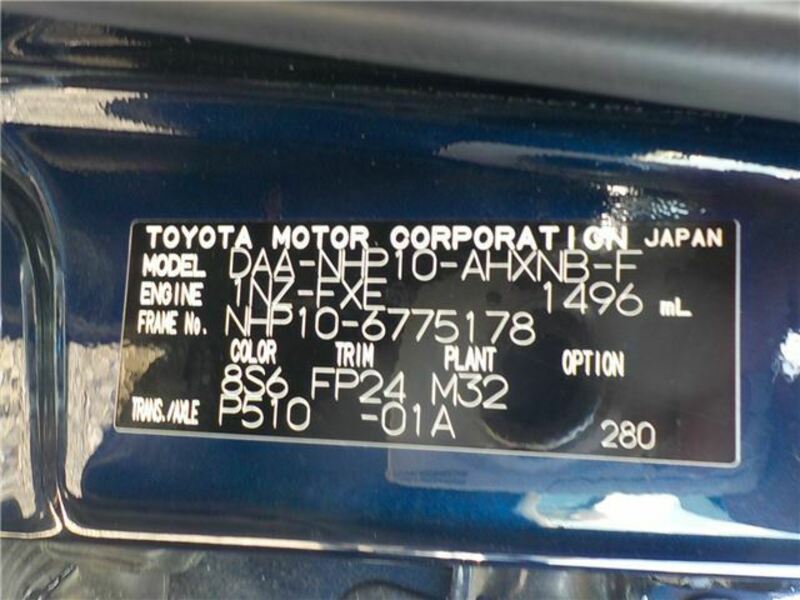 TOYOTA MOTOR CORPORATION JAPAN
MODEL DAA-NHP10-AHXNB-F
ENGINE 1NZ-FXE 1496 mL
FRAME No. NHP10-6775178
COLOR TRIM PLANT OPTION
8S6 FP24 M32
TRANS./AXLE P510 -01A 280